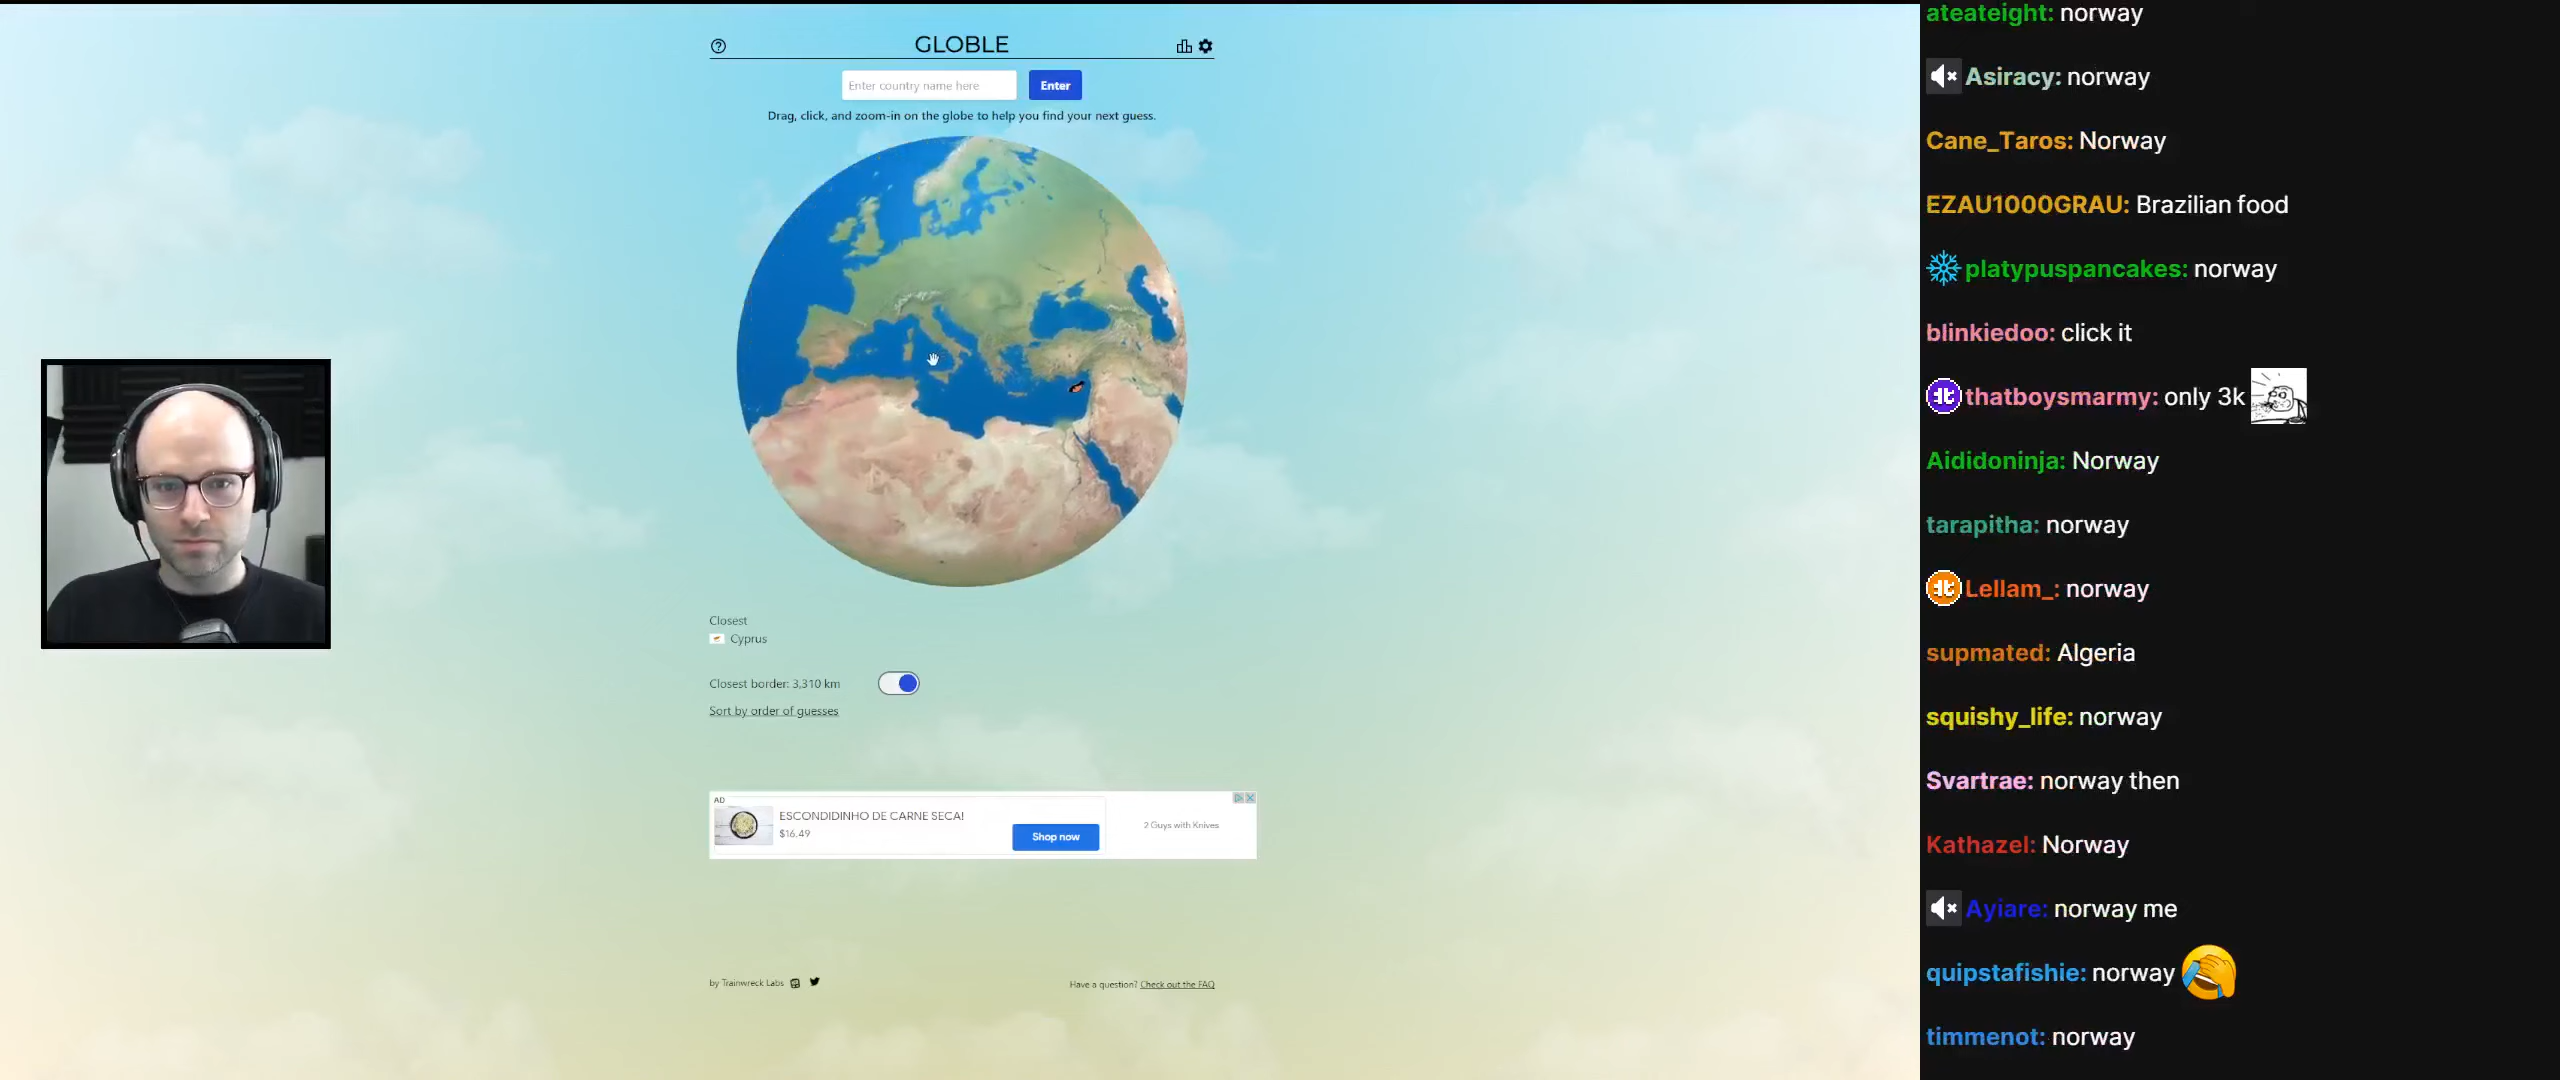 GLOBLE
Enter country name here
Enter
Drag, click, and zoom-in on the globe to help you find your next guess.
Closest
Cyprus
Closest border: 3,310 km
Sort by order of guesses
AD
ESCONDIDINHO DE CARNE SECA!
$16.49
Shop now
2 Guys with Knives
by Trainwreck Labs
Have a question? Check out the FAQ
ateateight: norway
Asiracy: norway
Cane_Taros: Norway
EZAU1000GRAU: Brazilian food
platypuspancakes: norway
blinkiedoo: click it
thatboysmarmy: only 3k
Aididoninja: Norway
tarapitha: norway
Lellam_: norway
supmated: Algeria
squishy_life: norway
Svartrae: norway then
Kathazel: Norway
Ayiare: norway me
quipstafishie: norway
timmenot: norway